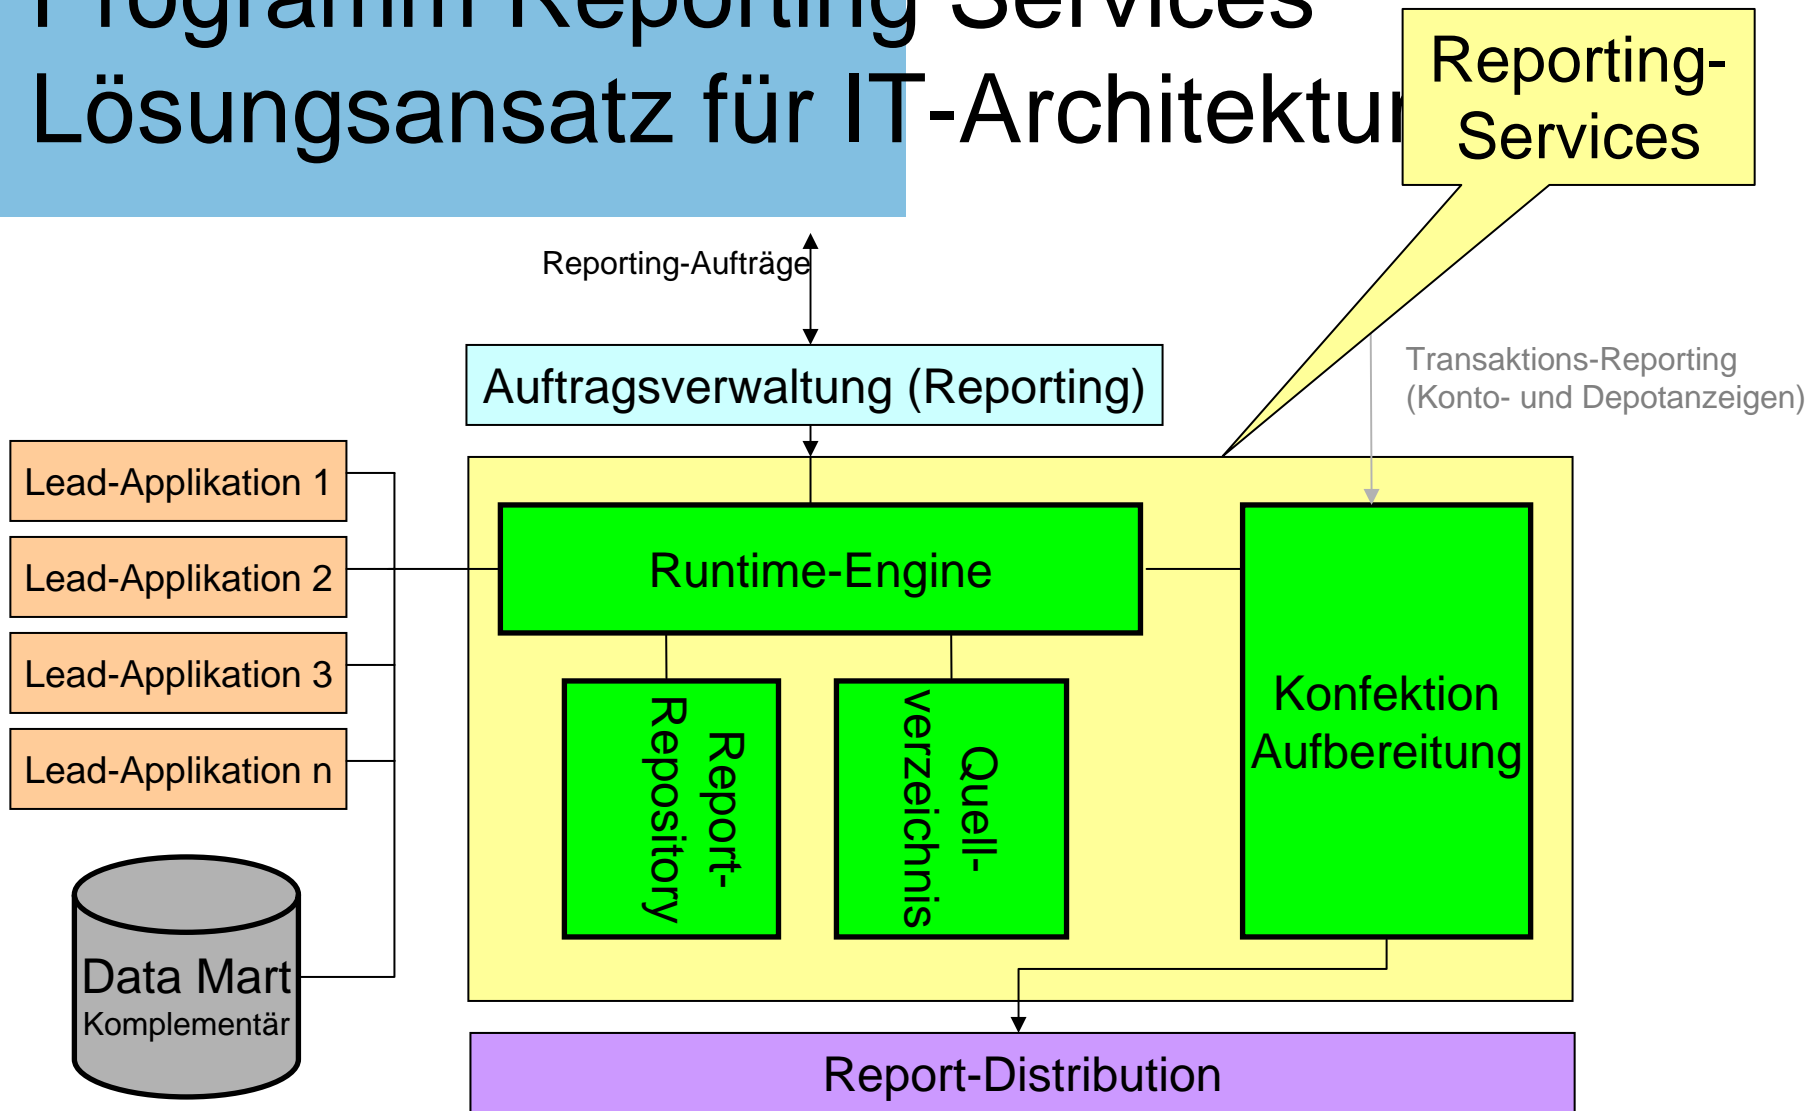 Programm Reporting Services
Lösungsansatz für IT-Architektur
Reporting-
Services
Reporting-Aufträge
Auftragsverwaltung (Reporting)
Transaktions-Reporting
(Konto- und Depotanzeigen)
Lead-Applikation 1
Lead-Applikation 2
Lead-Applikation 3
Lead-Applikation n
Runtime-Engine
Report-
Repository
Quell-
verzeichnis
Konfektion
Aufbereitung
Data Mart
Komplementär
Report-Distribution